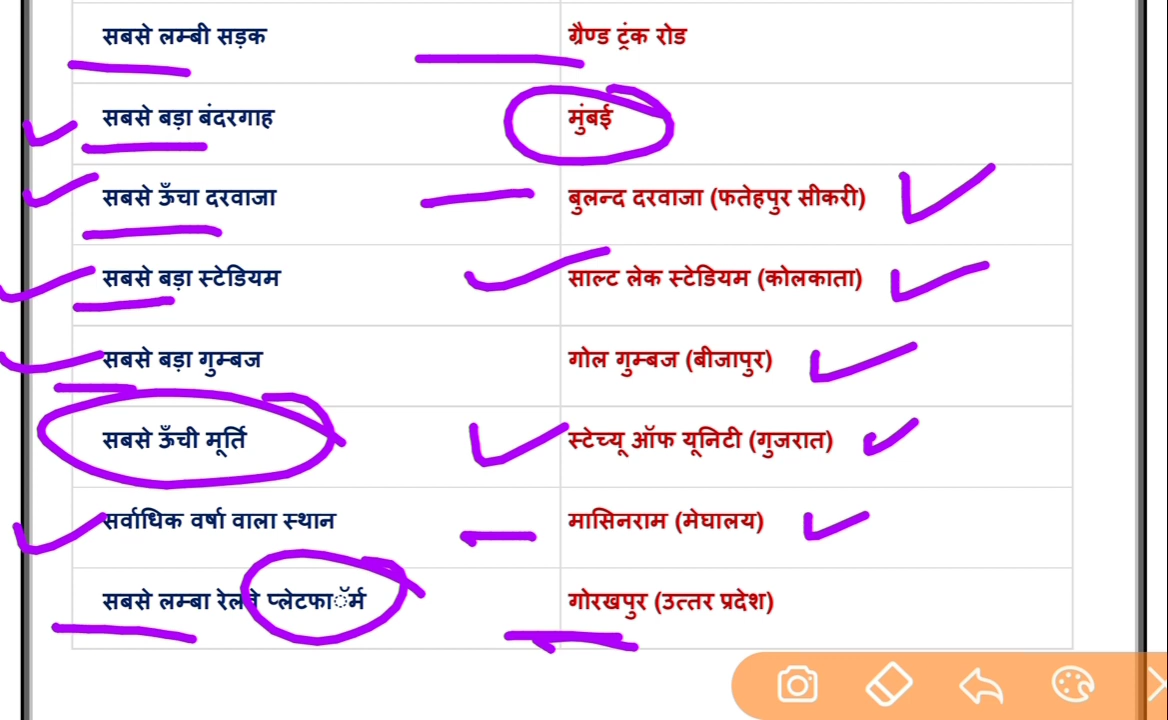 सबसे लम्बी सड़क ग्रैण्ड ट्रंक रोड
सबसे बड़ा बंदरगाह मुंबई
सबसे ऊँचा दरवाजा बुलन्द दरवाजा (फतेहपुर सीकरी)
सबसे बड़ा स्टेडियम साल्ट लेक स्टेडियम (कोलकाता)
सबसे बड़ा गुम्बज गोल गुम्बज (बीजापुर)
सबसे ऊँची मूर्ति स्टेच्यू ऑफ यूनिटी (गुजरात)
सर्वाधिक वर्षा वाला स्थान मासिनराम (मेघालय)
सबसे लम्बा रेलवे प्लेटफाॅर्म गोरखपुर (उत्तर प्रदेश)